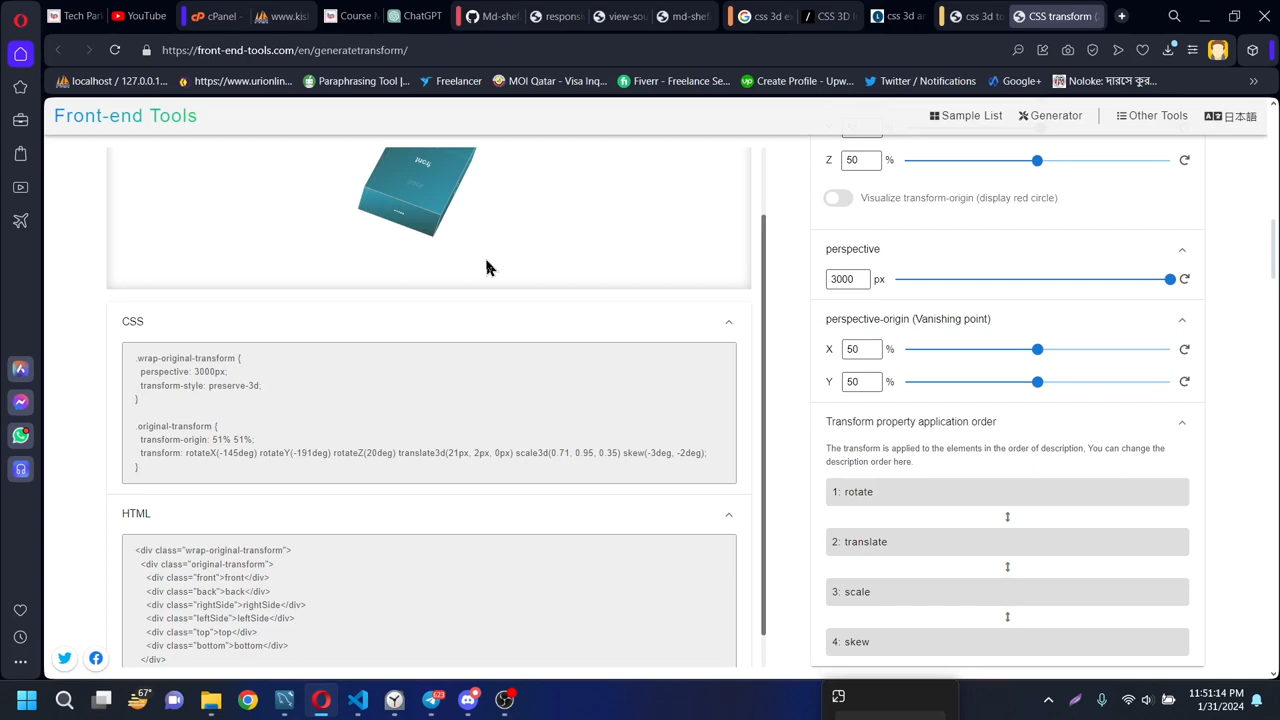 Tech Park
YouTube
cPanel -
www.kis
Course M
ChatGPT
Md-shef
respons
view-sou
md-shef
css 3d e
CSS 3D
css 3d an
css 3d to
CSS transform (
https://front-end-tools.com/en/generatetransform/
localhost / 127.0.0.1...
https://www.urionlin...
Paraphrasing Tool |...
Freelancer
MOI Qatar - Visa Inq...
Fiverr - Freelance Se...
Create Profile - Upw...
Twitter / Notifications
Google+
Front-end Tools
Sample List
Generator
Other Tools
日本語
front
Z 50 %
Visualize transform-origin (display red circle)
perspective
3000 px
perspective-origin (Vanishing point)
X 50 %
Y 50 %
Transform property application order
The transform is applied to the elements in the order of description, You can change the
description order here.
1: rotate
2: translate
3: scale
4: skew
CSS
.wrap-original-transform {
perspective: 3000px;
transform-style: preserve-3d;
}
.original-transform {
transform-origin: 51% 51%;
transform: rotateX(-145deg) rotateY(-191deg) rotateZ(20deg) translate3d(21px, 2px, 0px) scale3d(0.71, 0.95, 0.35) skew(-3deg, -2deg);
}
HTML
<div class="wrap-original-transform">
<div class="original-transform">
<div class="front">front</div>
<div class="back">back</div>
<div class="rightSide">rightSide</div>
<div class="leftSide">leftSide</div>
<div class="top">top</div>
<div class="bottom">bottom</div>
</div>
67°
623
11:51:14 PM
1/31/2024